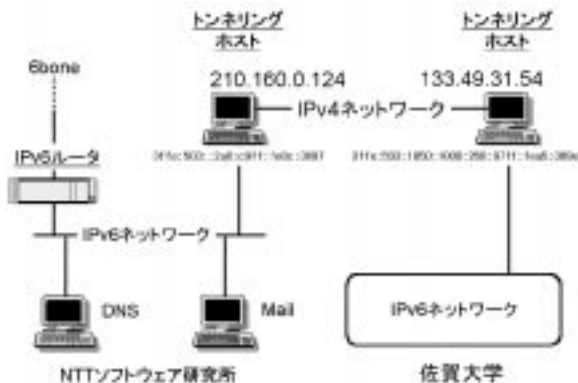 トンネリング
ホスト
トンネリング
ホスト
6bone
210.160.0.124
133.49.31.54
IPv4ネットワーク
IPv6ルータ
IPv6ネットワーク
DNS
Mail
IPv6ネットワーク
NTTソフトウェア研究所
佐賀大学